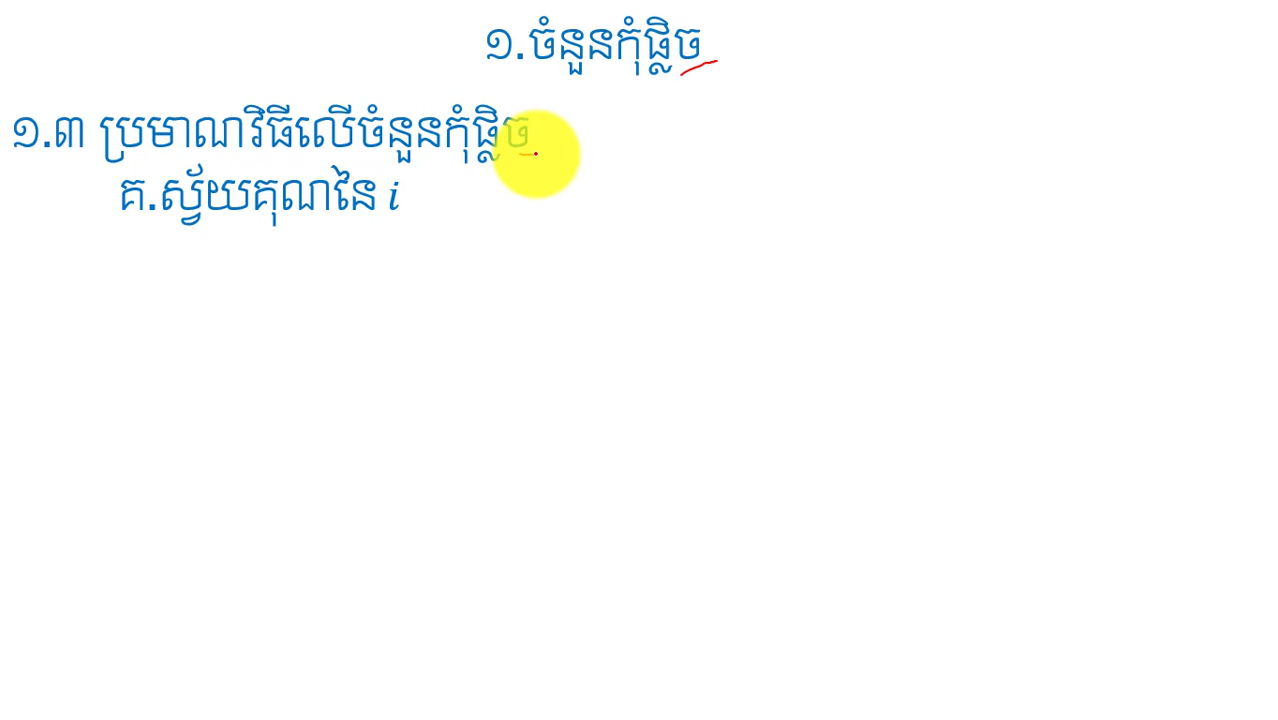 ១.ចំនួនកុំផ្លិច
១.៣ ប្រមាណវិធីលើចំនួនកុំផ្លិច
គ.ស្វ័យគុណនៃ i